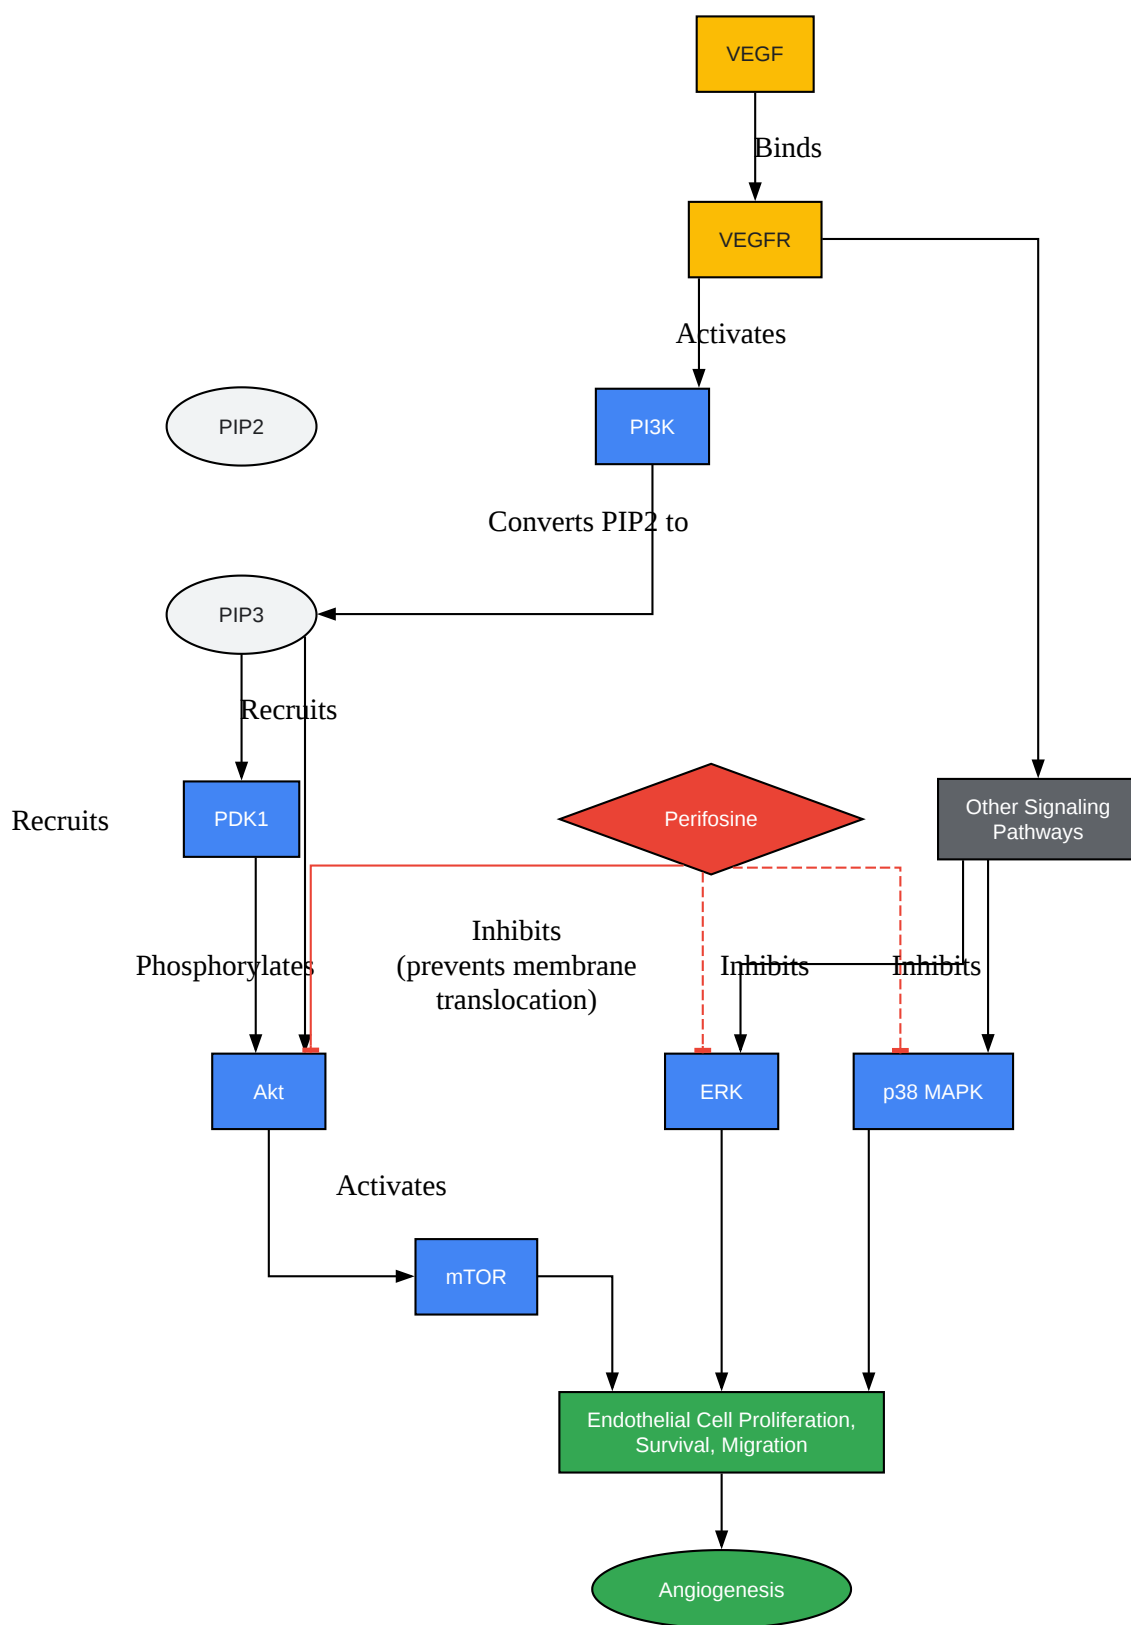 VEGF
Binds
VEGFR
Activates
PIP2
PI3K
Converts PIP2 to
PIP3
Recruits
Recruits
PDK1
Perifosine
Other Signaling
Pathways
Phosphorylates
Inhibits
(prevents membrane
translocation)
Inhibits
Inhibits
Akt
ERK
p38 MAPK
Activates
mTOR
Endothelial Cell Proliferation,
Survival, Migration
Angiogenesis